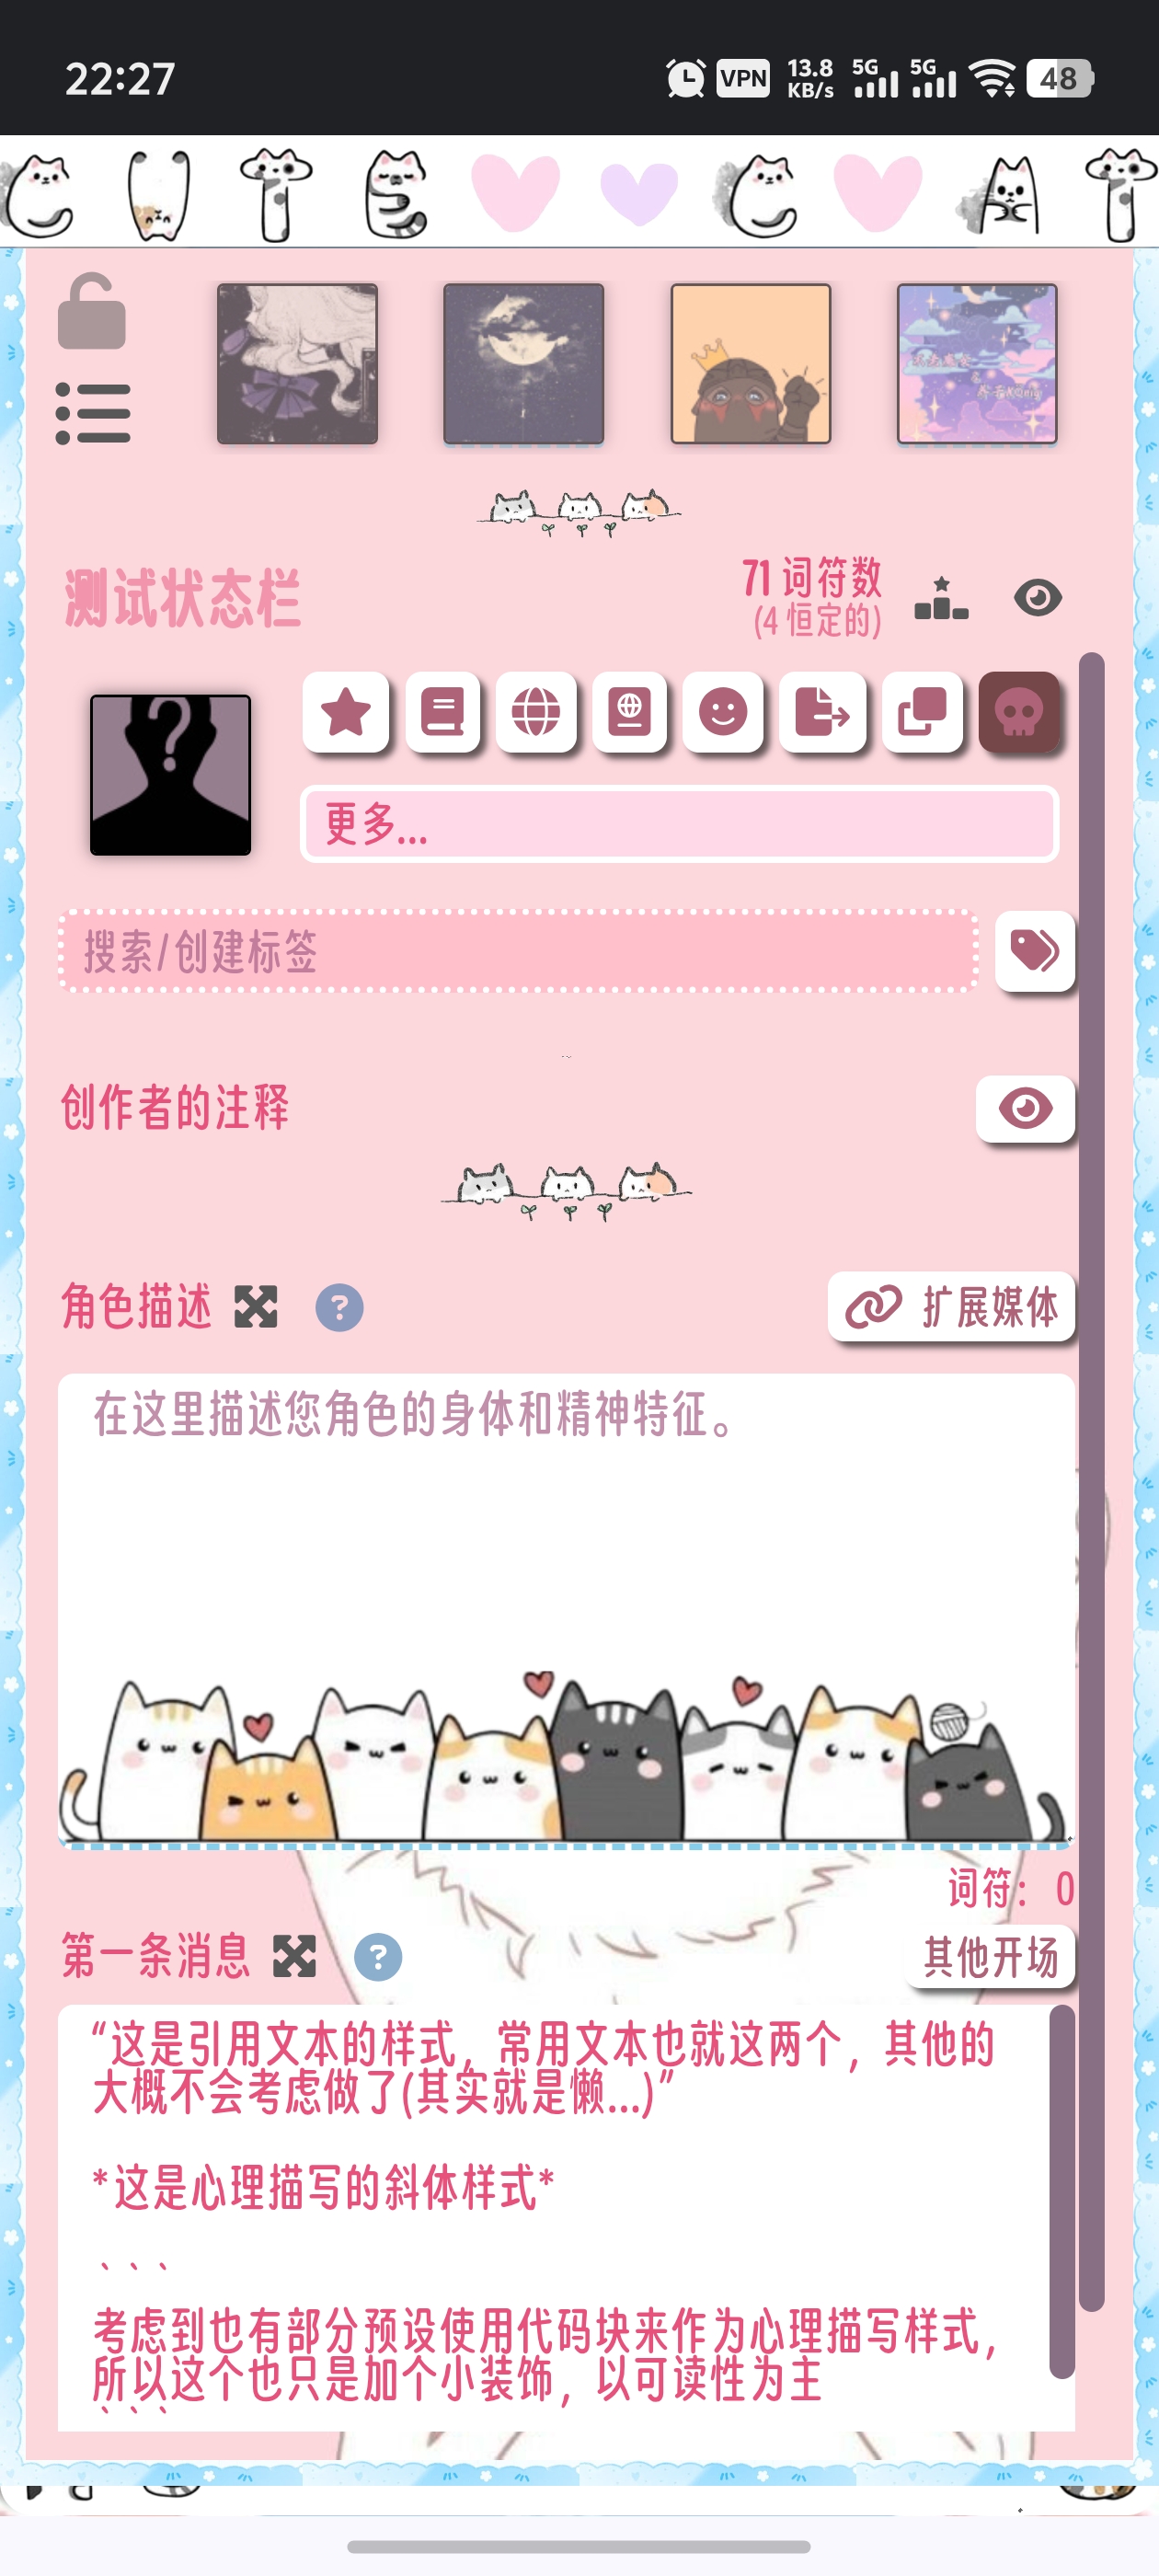 22:27
VPN
13.8
KB/s
5G
5G
48
测试状态栏
71 词符数
(4 恒定的)
更多...
搜索/创建标签
创作者的注释
角色描述
?
扩展媒体
在这里描述您角色的身体和精神特征。
词符： 0
第一条消息
?
其他开场
“这是引用文本的样式，常用文本也就这两个，其他的
大概不会考虑做了(其实就是懒...)”
*这是心理描写的斜体样式*
```
考虑到也有部分预设使用代码块来作为心理描写样式，
所以这个也只是加个小装饰，以可读性为主
```